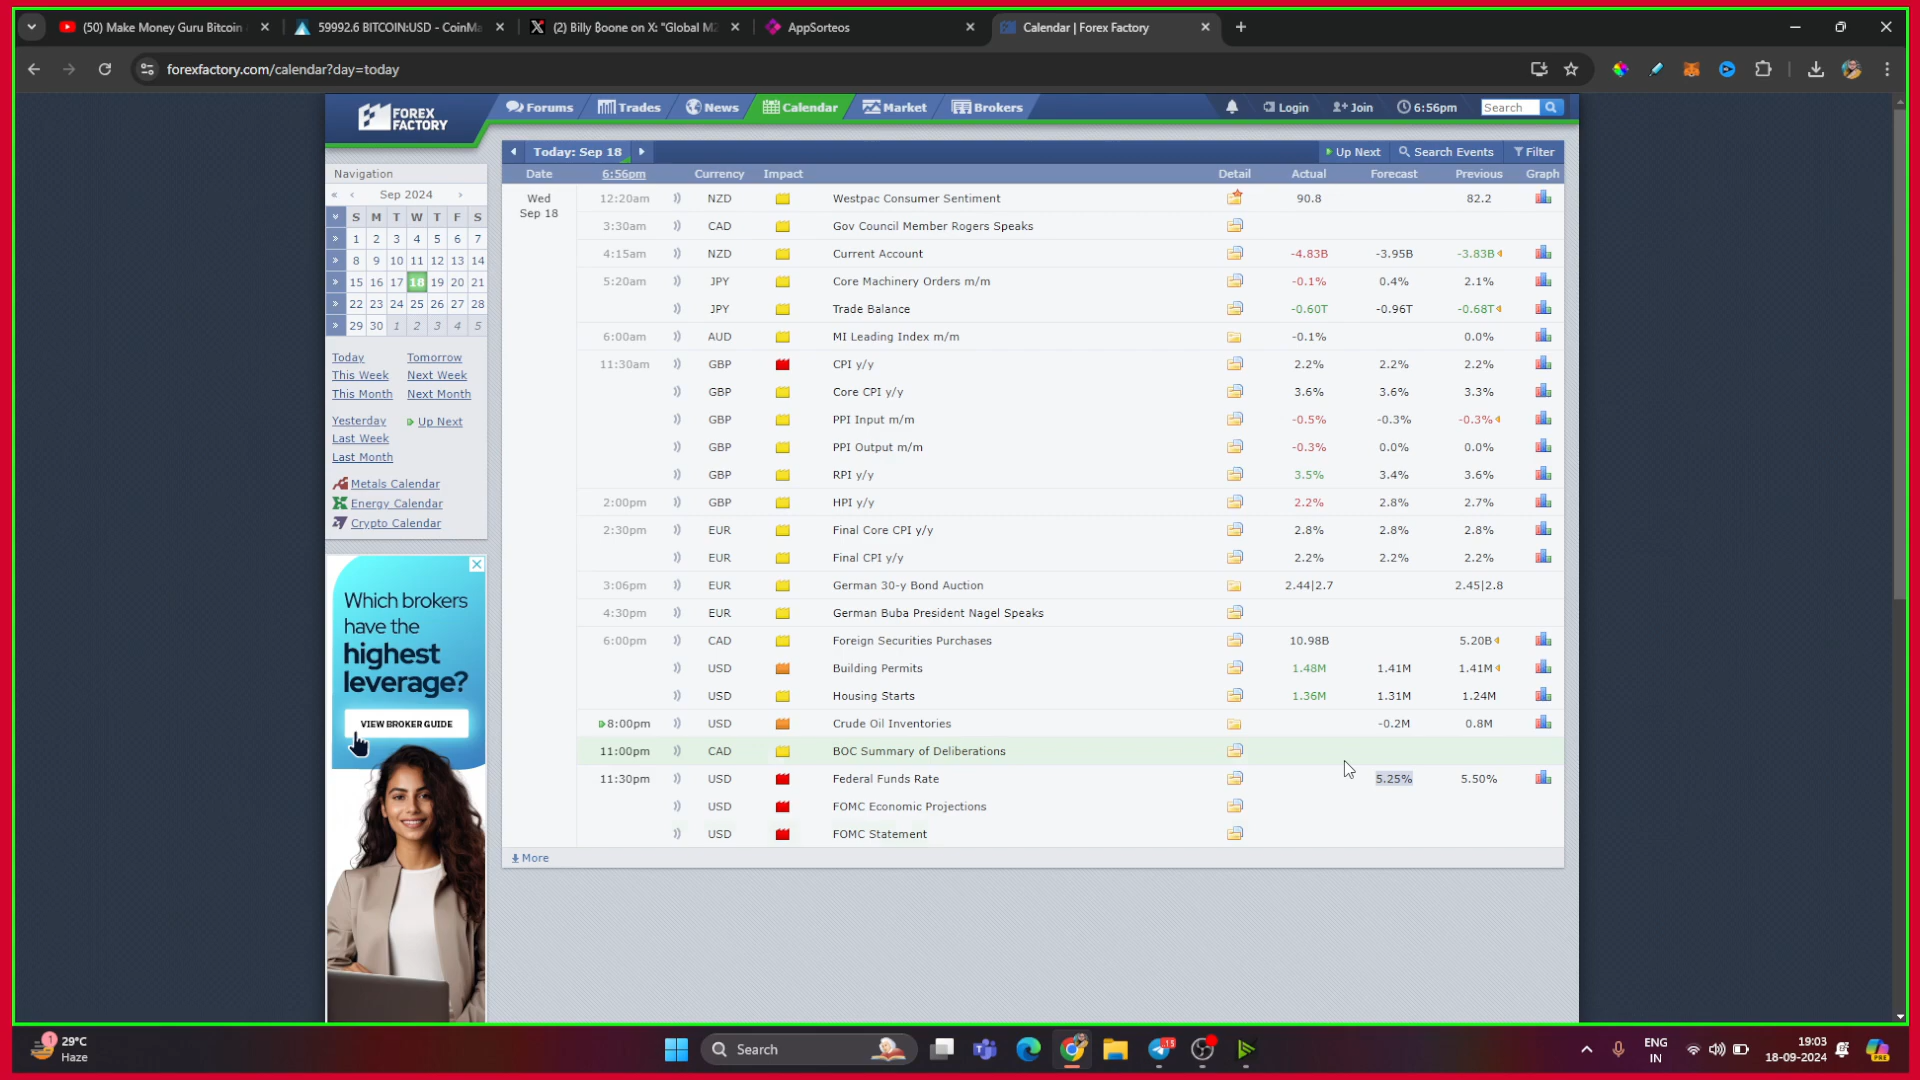 (50) Make Money Guru Bitcoin
59992.6 BITCOIN:USD - CoinMa
(2) Billy ₿oone on X: "Global M2
AppSorteos
Calendar | Forex Factory
forexfactory.com/calendar?day=today
FOREX
FACTORY
Forums
Trades
News
Calendar
Market
Brokers
Login
Join
6:56pm
Search
Navigation
« ‹ Sep 2024 ›
S M T W T F S
1 2 3 4 5 6 7
8 9 10 11 12 13 14
15 16 17 18 19 20 21
22 23 24 25 26 27 28
29 30 1 2 3 4 5
Today Tomorrow
This Week Next Week
This Month Next Month
Yesterday Up Next
Last Week
Last Month
Metals Calendar
Energy Calendar
Crypto Calendar
Which brokers
have the
highest
leverage?
VIEW BROKER GUIDE
Today: Sep 18
Up Next
Search Events
Filter
Date 6:56pm Currency Impact Detail Actual Forecast Previous Graph
Wed
Sep 18
12:20am NZD Westpac Consumer Sentiment 90.8 82.2
3:30am CAD Gov Council Member Rogers Speaks
4:15am NZD Current Account -4.83B -3.95B -3.83B
5:20am JPY Core Machinery Orders m/m -0.1% 0.4% 2.1%
JPY Trade Balance -0.60T -0.96T -0.68T
6:00am AUD MI Leading Index m/m -0.1% 0.0%
11:30am GBP CPI y/y 2.2% 2.2% 2.2%
GBP Core CPI y/y 3.6% 3.6% 3.3%
GBP PPI Input m/m -0.5% -0.3% -0.3%
GBP PPI Output m/m -0.3% 0.0% 0.0%
GBP RPI y/y 3.5% 3.4% 3.6%
2:00pm GBP HPI y/y 2.2% 2.8% 2.7%
2:30pm EUR Final Core CPI y/y 2.8% 2.8% 2.8%
EUR Final CPI y/y 2.2% 2.2% 2.2%
3:06pm EUR German 30-y Bond Auction 2.44|2.7 2.45|2.8
4:30pm EUR German Buba President Nagel Speaks
6:00pm CAD Foreign Securities Purchases 10.98B 5.20B
USD Building Permits 1.48M 1.41M 1.41M
USD Housing Starts 1.36M 1.31M 1.24M
8:00pm USD Crude Oil Inventories -0.2M 0.8M
11:00pm CAD BOC Summary of Deliberations
11:30pm USD Federal Funds Rate 5.25% 5.50%
USD FOMC Economic Projections
USD FOMC Statement
More
1
29°C
Haze
Search
15
ENG
IN
19:03
18-09-2024
PRE